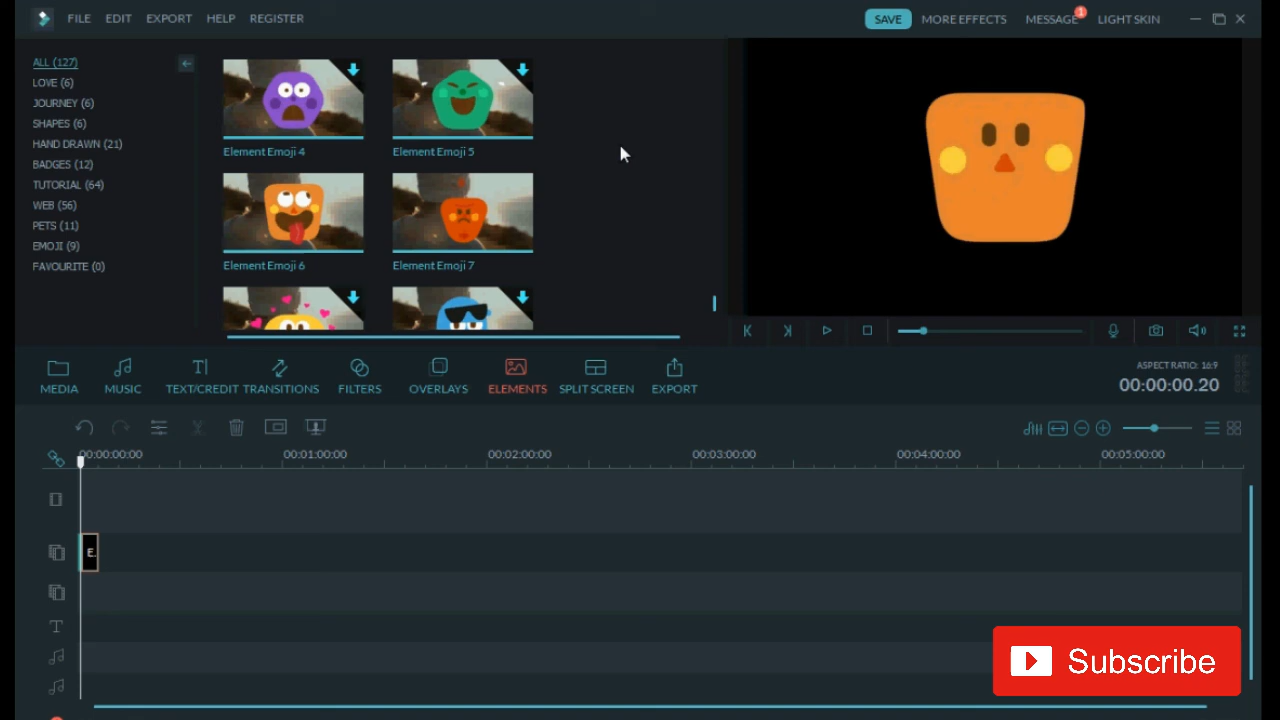 FILE EDIT EXPORT HELP REGISTER
SAVE MORE EFFECTS MESSAGE 1 LIGHT SKIN
ALL (127)
LOVE (6)
JOURNEY (6)
SHAPES (6)
HAND DRAWN (21)
BADGES (12)
TUTORIAL (64)
WEB (56)
PETS (11)
EMOJI (9)
FAVOURITE (0)
Element Emoji 4 Element Emoji 5
Element Emoji 6 Element Emoji 7
MEDIA MUSIC TEXT/CREDIT TRANSITIONS FILTERS OVERLAYS ELEMENTS SPLIT SCREEN EXPORT
ASPECT RATIO: 16:9
00:00:00.20
00:00:00:00 00:01:00:00 00:02:00:00 00:03:00:00 00:04:00:00 00:05:00:00
E.
Subscribe